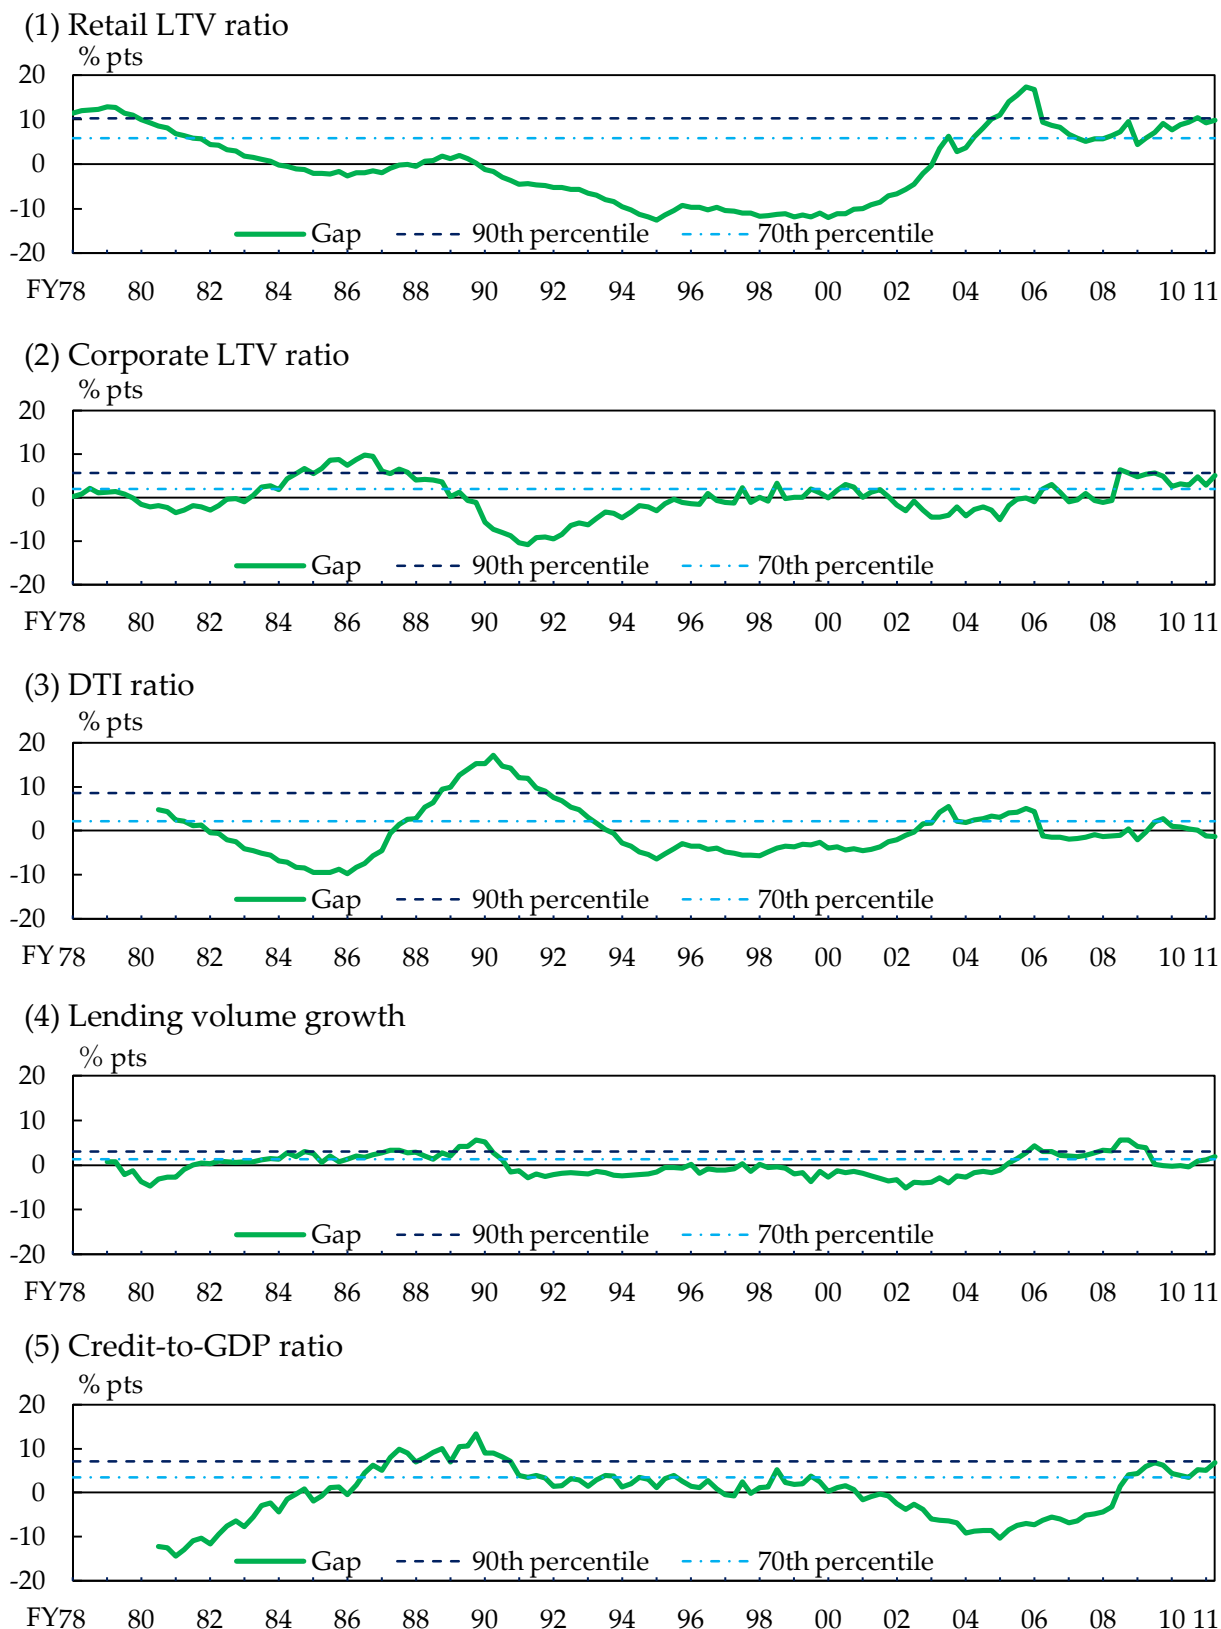 (1) Retail LTV ratio
% pts
20
10
0
-10
-20
Gap 90th percentile 70th percentile
FY78 80 82 84 86 88 90 92 94 96 98 00 02 04 06 08 10 11
(2) Corporate LTV ratio
% pts
20
10
0
-10
-20
Gap 90th percentile 70th percentile
FY78 80 82 84 86 88 90 92 94 96 98 00 02 04 06 08 10 11
(3) DTI ratio
% pts
20
10
0
-10
-20
Gap 90th percentile 70th percentile
FY78 80 82 84 86 88 90 92 94 96 98 00 02 04 06 08 10 11
(4) Lending volume growth
% pts
20
10
0
-10
-20
Gap 90th percentile 70th percentile
FY78 80 82 84 86 88 90 92 94 96 98 00 02 04 06 08 10 11
(5) Credit-to-GDP ratio
% pts
20
10
0
-10
-20
Gap 90th percentile 70th percentile
FY78 80 82 84 86 88 90 92 94 96 98 00 02 04 06 08 10 11